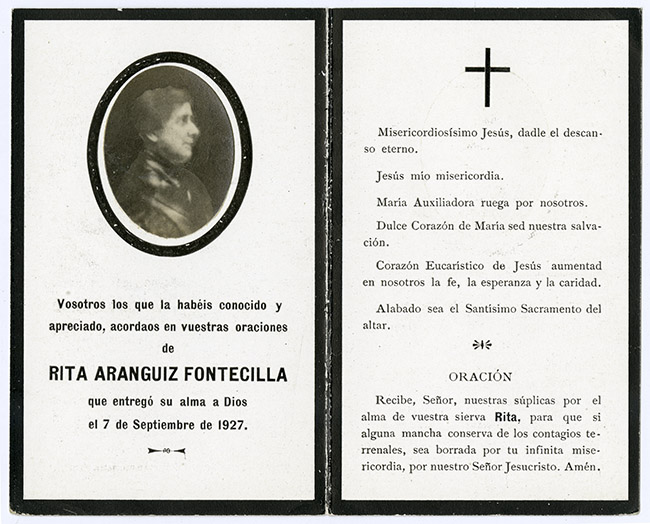 Vosotros los que la habéis conocido y
apreciado, acordaos en vuestras oraciones
de
RITA ARANGUIZ FONTECILLA
que entregó su alma a Dios
el 7 de Septiembre de 1927.
Misericordiosísimo Jesús, dadle el descan-
so eterno.
Jesús mio misericordia.
Maria Auxiliadora ruega por nosotros.
Dulce Corazón de Maria sed nuestra salva-
ción.
Corazón Eucarístico de Jesús aumentad
en nosotros la fe, la esperanza y la caridad.
Alabado sea el Santisimo Sacramento del
altar.
ORACIÓN
Recibe, Señor, nuestras súplicas por el
alma de vuestra sierva Rita, para que si
alguna mancha conserva de los contagios te-
rrenales, sea borrada por tu infinita mise-
ricordia, por nuestro Señor Jesucristo. Amén.